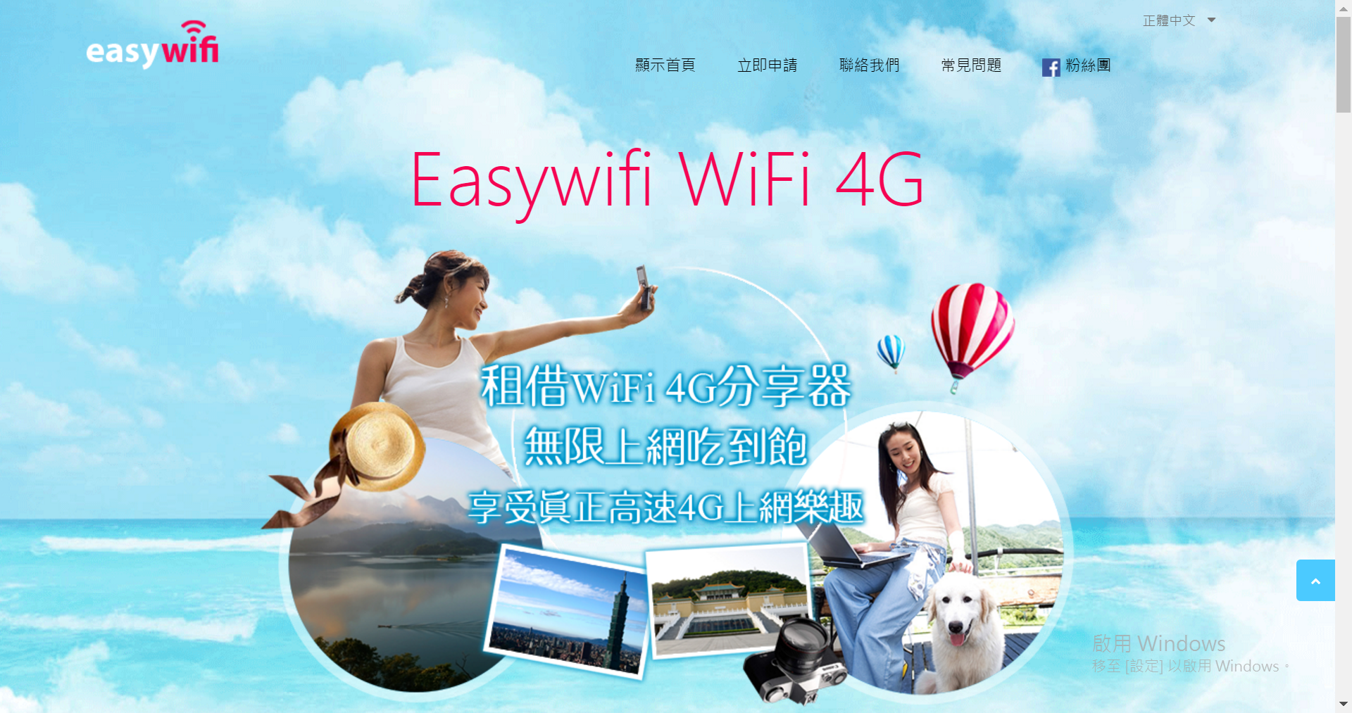 正體中文
easywifi
顯示首頁 立即申請 聯絡我們 常見問題 f 粉絲團
Easywifi WiFi 4G
租借WiFi 4G分享器
無限上網吃到飽
享受真正高速4G上網樂趣
啟用 Windows
移至 [設定] 以啟用 Windows。